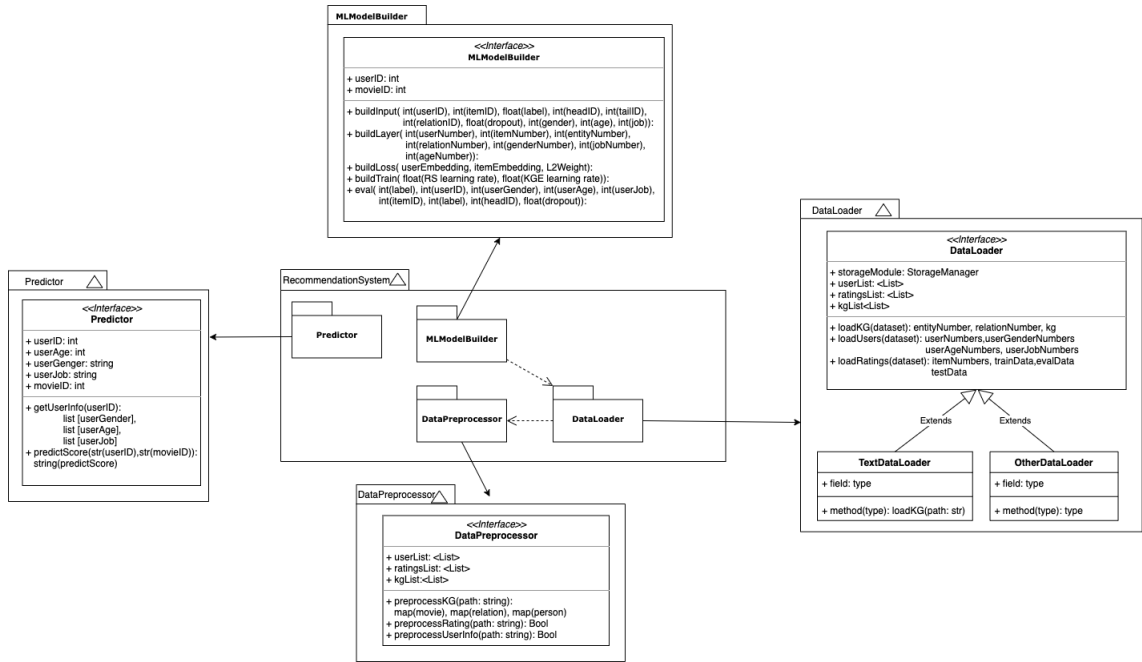 MLModelBuilder
<<Interface>>
MLModelBuilder
+ userID: int
+ movieID: int
+ buildInput( int(userID), int(itemID), float(label), int(headID), int(tailID),
int(relationID), float(dropout), int(gender), int(age), int(job)):
+ buildLayer( int(userNumber), int(itemNumber), int(entityNumber),
int(relationNumber), int(genderNumber), int(jobNumber),
int(ageNumber)):
+ buildLoss( userEmbedding, itemEmbedding, L2Weight):
+ buildTrain( float(RS learning rate), float(KGE learning rate)):
+ eval( int(label), int(userID), int(userGender), int(userAge), int(userJob),
int(itemID), int(label), int(headID), float(dropout)):
Predictor
<<Interface>>
Predictor
+ userID: int
+ userAge: int
+ userGenger: string
+ userJob: string
+ movieID: int
+ getUserInfo(userID):
list [userGender],
list [userAge],
list [userJob]
+ predictScore(str(userID),str(movieID)):
string(predictScore)
RecommendationSystem
Predictor
MLModelBuilder
DataPreprocessor
DataLoader
DataLoader
<<Interface>>
DataLoader
+ storageModule: StorageManager
+ userList: <List>
+ ratingsList: <List>
+ kgList<List>
+ loadKG(dataset): entityNumber, relationNumber, kg
+ loadUsers(dataset): userNumbers,userGenderNumbers
userAgeNumbers, userJobNumbers
+ loadRatings(dataset): itemNumbers, trainData,evalData
testData
Extends
Extends
TextDataLoader
+ field: type
+ method(type): loadKG(path: str)
OtherDataLoader
+ field: type
+ method(type): type
DataPreprocessor
<<Interface>>
DataPreprocessor
+ userList: <List>
+ ratingsList: <List>
+ kgList:<List>
+ preprocessKG(path: string):
map(movie), map(relation), map(person)
+ preprocessRating(path: string): Bool
+ preprocessUserInfo(path: string): Bool